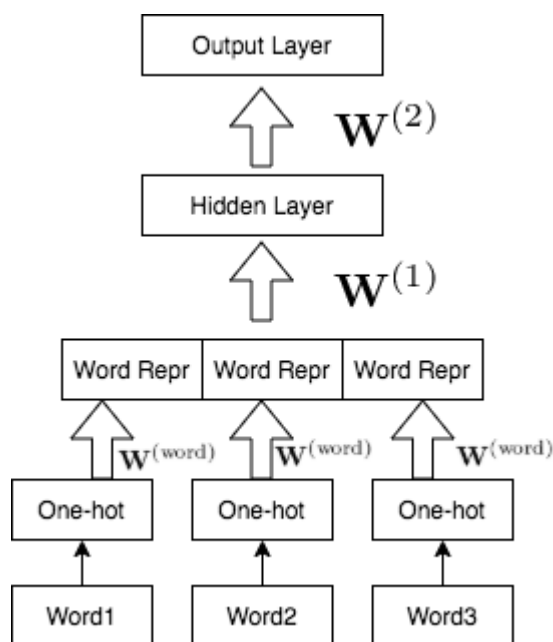 Output Layer
W(2)
Hidden Layer
W(1)
Word Repr Word Repr Word Repr
W(word) W(word) W(word)
One-hot One-hot One-hot
Word1 Word2 Word3